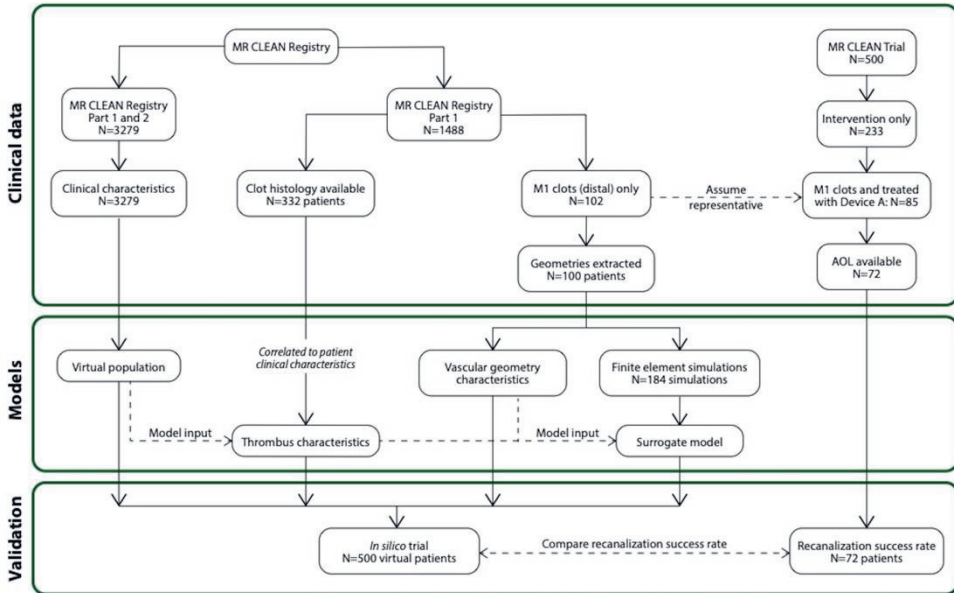 Clinical data
MR CLEAN Registry
MR CLEAN Trial
N=500
MR CLEAN Registry
Part 1 and 2
N=3279
MR CLEAN Registry
Part 1
N=1488
Intervention only
N=233
Clinical characteristics
N=3279
Clot histology available
N=332 patients
M1 clots (distal) only
N=102
Assume
representative
M1 clots and treated
with Device A: N=85
Geometries extracted
N=100 patients
AOL available
N=72
Models
Virtual population
Correlated to patient
clinical characteristics
Vascular geometry
characteristics
Finite element simulations
N=184 simulations
Model input
Thrombus characteristics
Model input
Surrogate model
Validation
In silico trial
N=500 virtual patients
Compare recanalization success rate
Recanalization success rate
N=72 patients